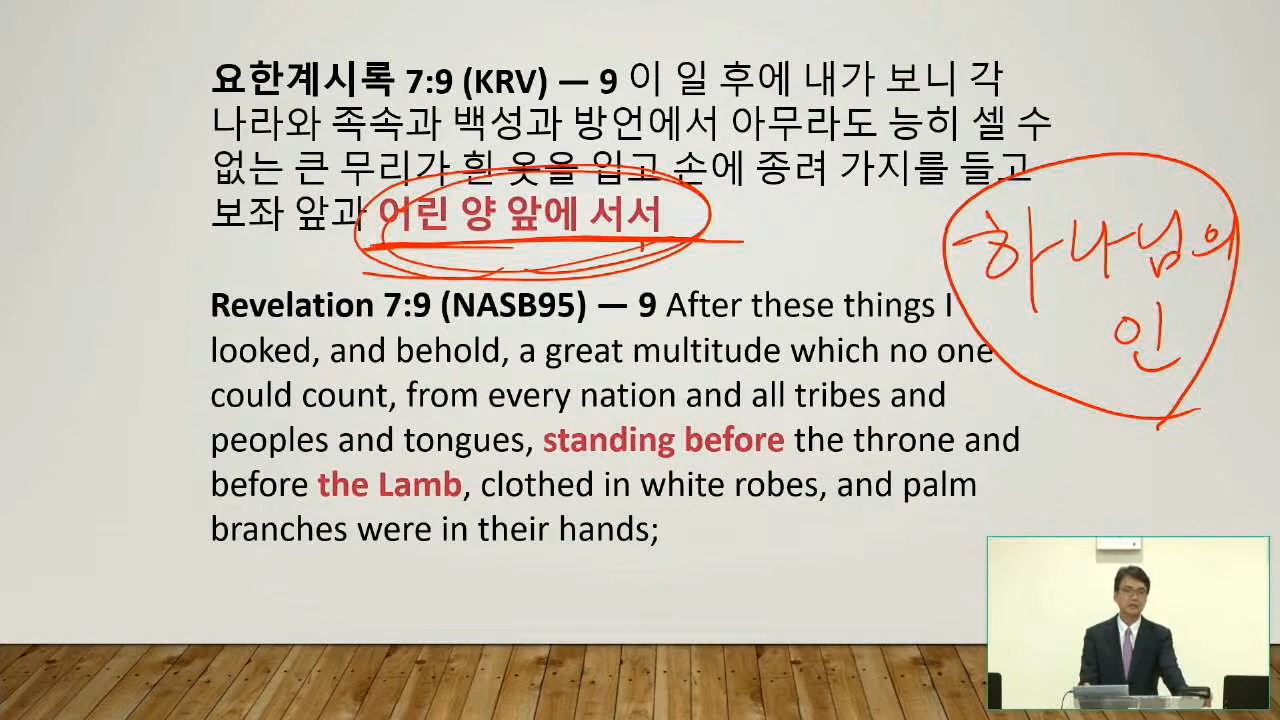 요한계시록 7:9 (KRV) — 9 이 일 후에 내가 보니 각
나라와 족속과 백성과 방언에서 아무라도 능히 셀 수
없는 큰 무리가 흰 옷을 입고 손에 종려 가지를 들고
보좌 앞과 어린 양 앞에 서서
하나님의
인
Revelation 7:9 (NASB95) — 9 After these things I
looked, and behold, a great multitude which no one
could count, from every nation and all tribes and
peoples and tongues, standing before the throne and
before the Lamb, clothed in white robes, and palm
branches were in their hands;